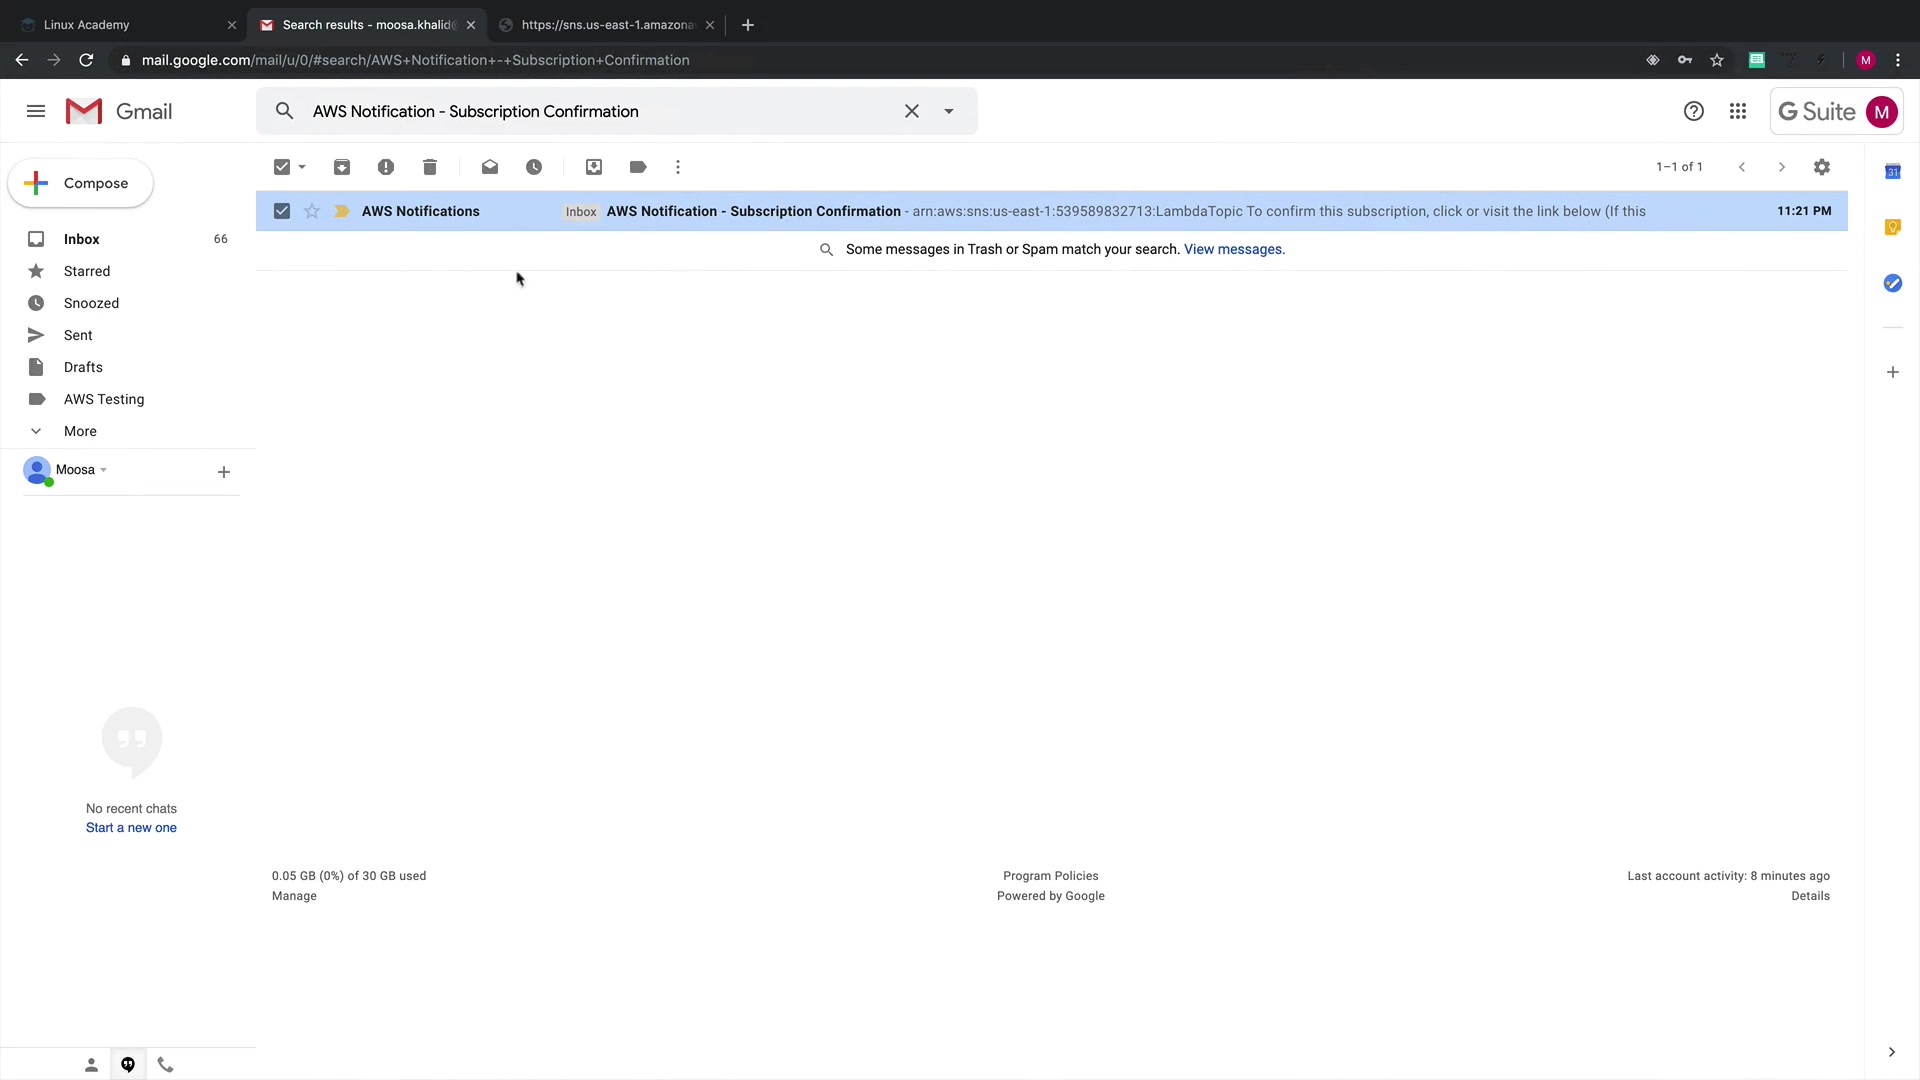 Linux Academy
Search results - moosa.khalid@
https://sns.us-east-1.amazonaw
mail.google.com/mail/u/0/#search/AWS+Notification+-+Subscription+Confirmation
M
Gmail
AWS Notification - Subscription Confirmation
G Suite
M
Compose
1–1 of 1
31
AWS Notifications
Inbox
AWS Notification - Subscription Confirmation - arn:aws:sns:us-east-1:539589832713:LambdaTopic To confirm this subscription, click or visit the link below (If this
11:21 PM
Inbox
66
Some messages in Trash or Spam match your search. View messages.
Starred
Snoozed
Sent
Drafts
AWS Testing
More
Moosa
No recent chats
Start a new one
0.05 GB (0%) of 30 GB used
Manage
Program Policies
Powered by Google
Last account activity: 8 minutes ago
Details